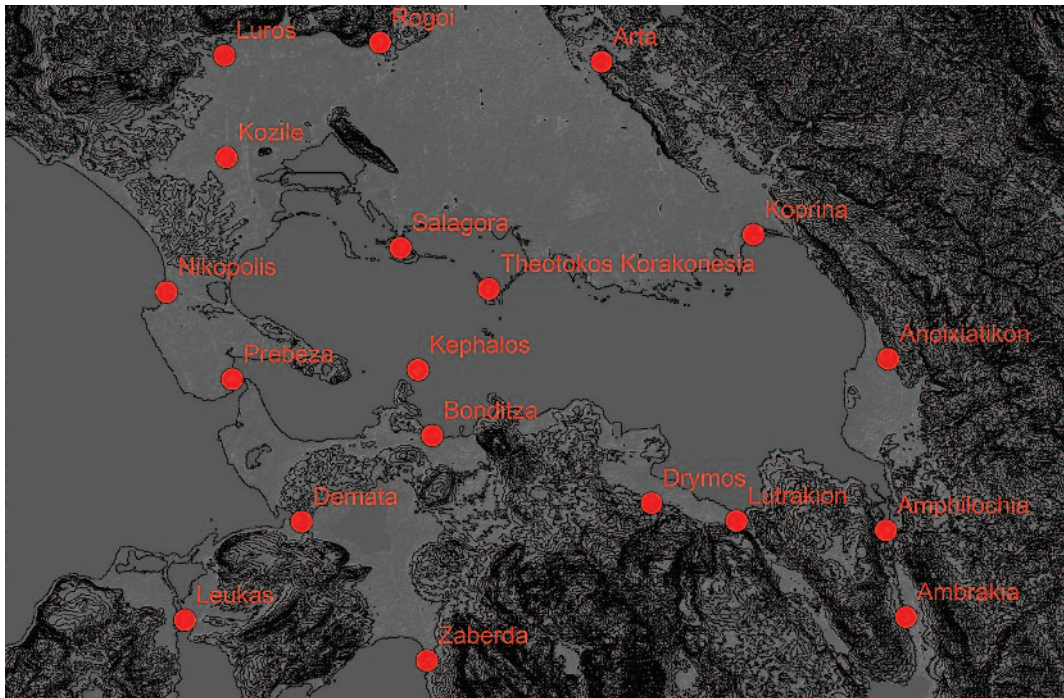 Rogoi
Luros
Arta
Kozile
Koprina
Salagora
Theotokos Korakonesia
Nikopolis
Anoixiatikon
Kephalos
Prebeza
Bonditza
Drymos
Demata
Lutrakion
Amphilochia
Leukas
Ambrakia
Zaberda